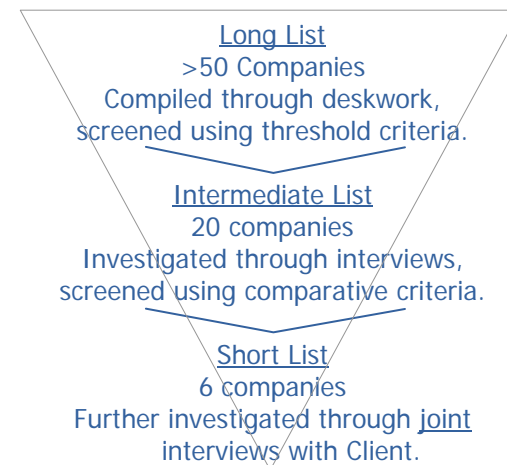 Long List
>50 Companies
Compiled through deskwork,
screened using threshold criteria.
Intermediate List
20 companies
Investigated through interviews,
screened using comparative criteria.
Short List
6 companies
Further investigated through joint
interviews with Client.